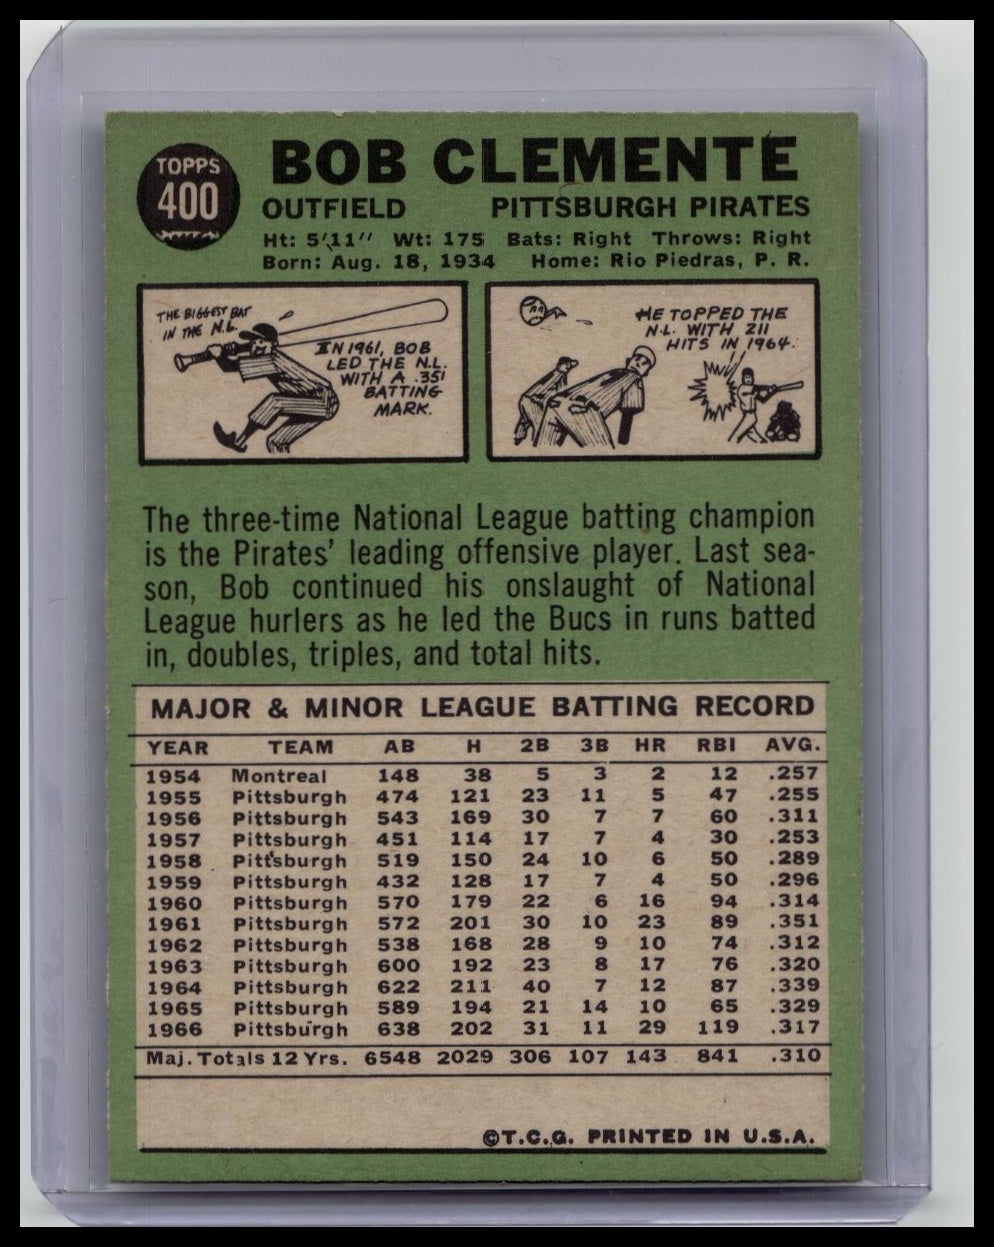 TOPPS
400
BOB CLEMENTE
OUTFIELD PITTSBURGH PIRATES
Ht: 5'11" Wt: 175 Bats: Right Throws: Right
Born: Aug. 18, 1934 Home: Rio Piedras, P. R.
THE BIGGEST BAT
IN THE N.L.
IN 1961, BOB
LED THE N.L.
WITH A .351
BATTING
MARK.
HE TOPPED THE
N.L. WITH 211
HITS IN 1964.
The three-time National League batting champion
is the Pirates' leading offensive player. Last sea-
son, Bob continued his onslaught of National
League hurlers as he led the Bucs in runs batted
in, doubles, triples, and total hits.
MAJOR & MINOR LEAGUE BATTING RECORD
YEAR TEAM AB H 2B 3B HR RBI AVG.
1954 Montreal 148 38 5 3 2 12 .257
1955 Pittsburgh 474 121 23 11 5 47 .255
1956 Pittsburgh 543 169 30 7 7 60 .311
1957 Pittsburgh 451 114 17 7 4 30 .253
1958 Pittsburgh 519 150 24 10 6 50 .289
1959 Pittsburgh 432 128 17 7 4 50 .296
1960 Pittsburgh 570 179 22 6 16 94 .314
1961 Pittsburgh 572 201 30 10 23 89 .351
1962 Pittsburgh 538 168 28 9 10 74 .312
1963 Pittsburgh 600 192 23 8 17 76 .320
1964 Pittsburgh 622 211 40 7 12 87 .339
1965 Pittsburgh 589 194 21 14 10 65 .329
1966 Pittsburgh 638 202 31 11 29 119 .317
Maj. Totals 12 Yrs. 6548 2029 306 107 143 841 .310
©T.C.G. PRINTED IN U.S.A.